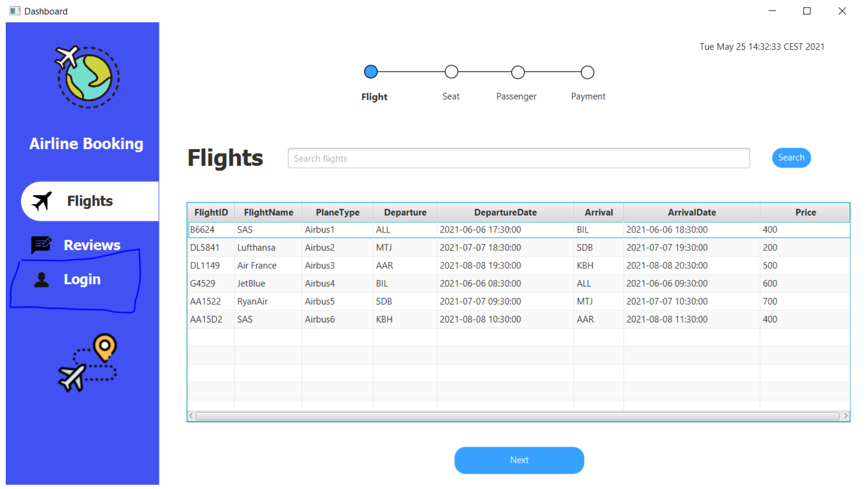 Dashboard
Tue May 25 14:32:33 CEST 2021
Flight Seat Passenger Payment
Airline Booking
Flights
Reviews
Login
Flights Search flights Search
FlightID FlightName PlaneType Departure DepartureDate Arrival ArrivalDate Price
B6624 SAS Airbus1 ALL 2021-06-06 17:30:00 BIL 2021-06-06 18:30:00 400
DL5841 Lufthansa Airbus2 MTJ 2021-07-07 18:30:00 SDB 2021-07-07 19:30:00 200
DL1149 Air France Airbus3 AAR 2021-08-08 19:30:00 KBH 2021-08-08 20:30:00 500
G4529 JetBlue Airbus4 BIL 2021-06-06 08:30:00 ALL 2021-06-06 09:30:00 600
AA1522 RyanAir Airbus5 SDB 2021-07-07 09:30:00 MTJ 2021-07-07 10:30:00 700
AA15D2 SAS Airbus6 KBH 2021-08-08 10:30:00 AAR 2021-08-08 11:30:00 400
Next